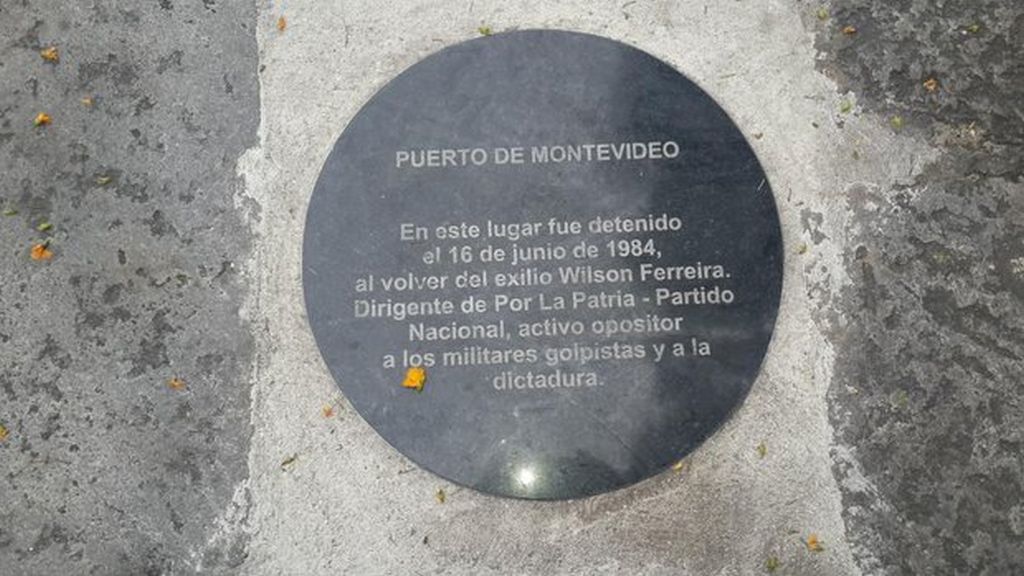 PUERTO DE MONTEVIDEO
En este lugar fue detenido
el 16 de junio de 1984,
al volver del exilio Wilson Ferreira.
Dirigente de Por La Patria - Partido
Nacional, activo opositor
a los militares golpistas y a la
dictadura.